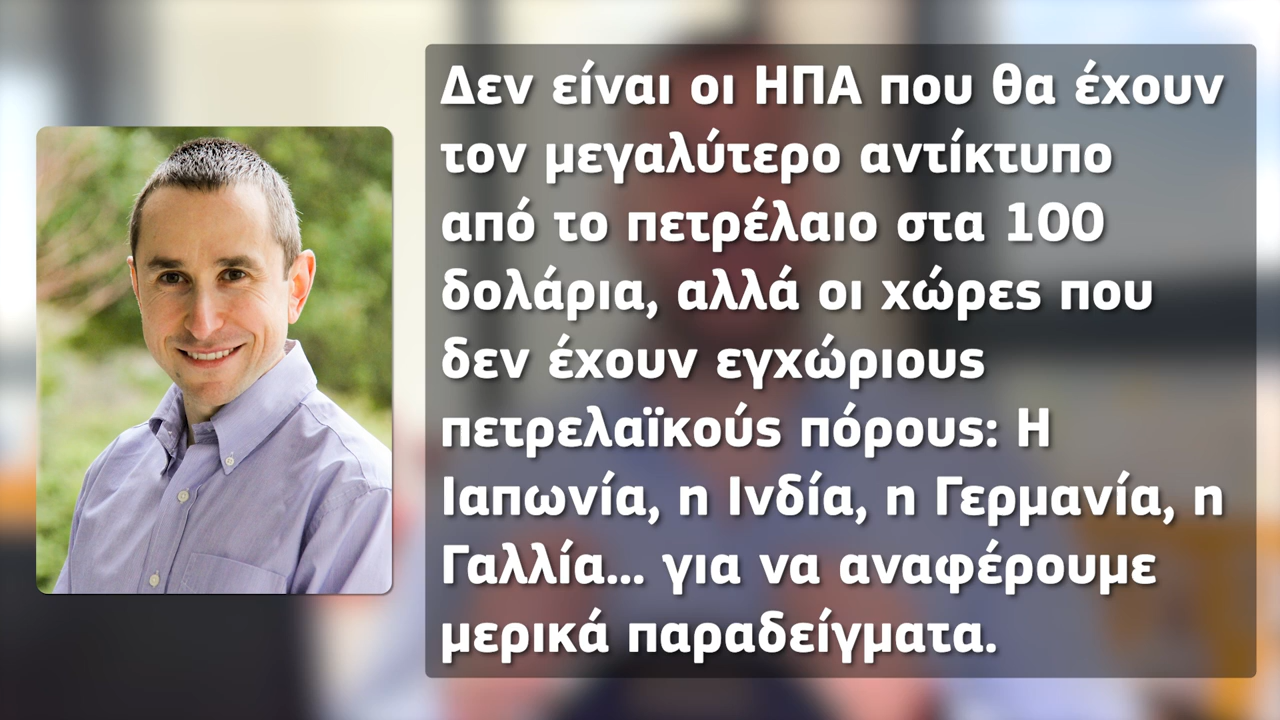 Δεν είναι οι ΗΠΑ που θα έχουν
τον μεγαλύτερο αντίκτυπο
από το πετρέλαιο στα 100
δολάρια, αλλά οι χώρες που
δεν έχουν εγχώριους
πετρελαϊκούς πόρους: Η
Ιαπωνία, η Ινδία, η Γερμανία, η
Γαλλία... για να αναφέρουμε
μερικά παραδείγματα.